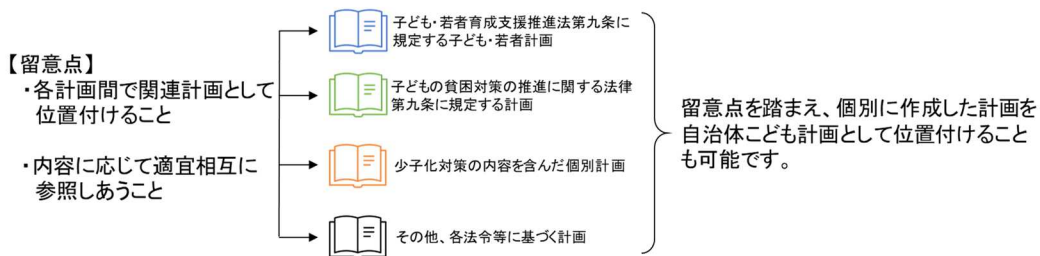 【留意点】
・各計画間で関連計画として
位置付けること
・内容に応じて適宜相互に
参照しあうこと
子ども・若者育成支援推進法第九条に
規定する子ども・若者計画
子どもの貧困対策の推進に関する法律
第九条に規定する計画
少子化対策の内容を含んだ個別計画
その他、各法令等に基づく計画
留意点を踏まえ、個別に作成した計画を
自治体こども計画として位置付けること
も可能です。